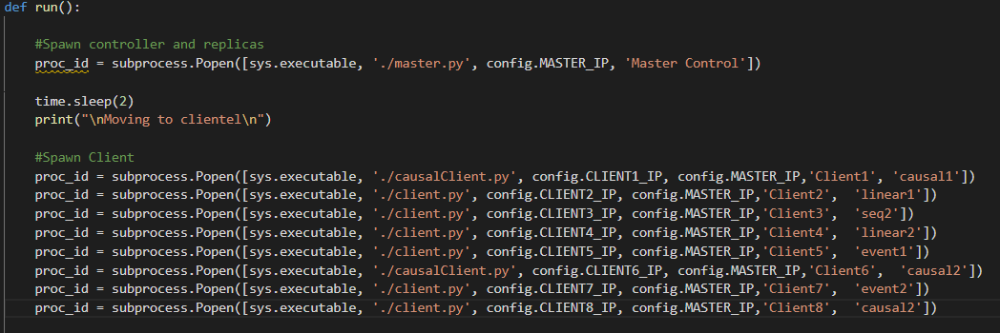 def run():
#Spawn controller and replicas
proc_id = subprocess.Popen([sys.executable, './master.py', config.MASTER_IP, 'Master Control'])
time.sleep(2)
print("\nMoving to clientel\n")
#Spawn Client
proc_id = subprocess.Popen([sys.executable, './causalClient.py', config.CLIENT1_IP, config.MASTER_IP,'Client1', 'causal1'])
proc_id = subprocess.Popen([sys.executable, './client.py', config.CLIENT2_IP, config.MASTER_IP,'Client2',  'linear1'])
proc_id = subprocess.Popen([sys.executable, './client.py', config.CLIENT3_IP, config.MASTER_IP,'Client3',  'seq2'])
proc_id = subprocess.Popen([sys.executable, './client.py', config.CLIENT4_IP, config.MASTER_IP,'Client4',  'linear2'])
proc_id = subprocess.Popen([sys.executable, './client.py', config.CLIENT5_IP, config.MASTER_IP,'Client5',  'event1'])
proc_id = subprocess.Popen([sys.executable, './causalClient.py', config.CLIENT6_IP, config.MASTER_IP,'Client6',  'causal2'])
proc_id = subprocess.Popen([sys.executable, './client.py', config.CLIENT7_IP, config.MASTER_IP,'Client7',  'event2'])
proc_id = subprocess.Popen([sys.executable, './client.py', config.CLIENT8_IP, config.MASTER_IP,'Client8',  'causal2'])